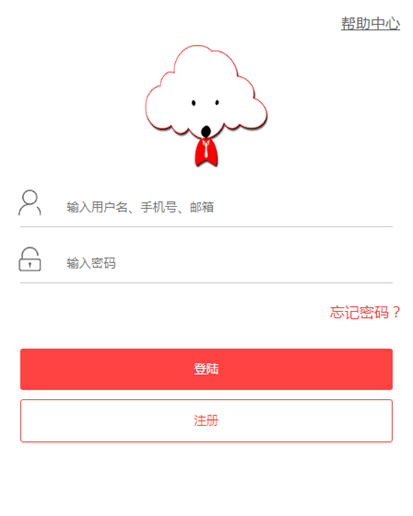 帮助中心
输入用户名、手机号、邮箱
输入密码
忘记密码？
登陆
注册